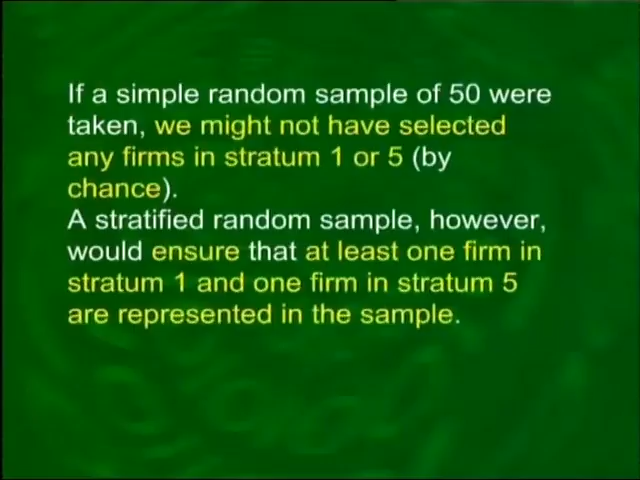 If a simple random sample of 50 were
taken, we might not have selected
any firms in stratum 1 or 5 (by
chance).
A stratified random sample, however,
would ensure that at least one firm in
stratum 1 and one firm in stratum 5
are represented in the sample.